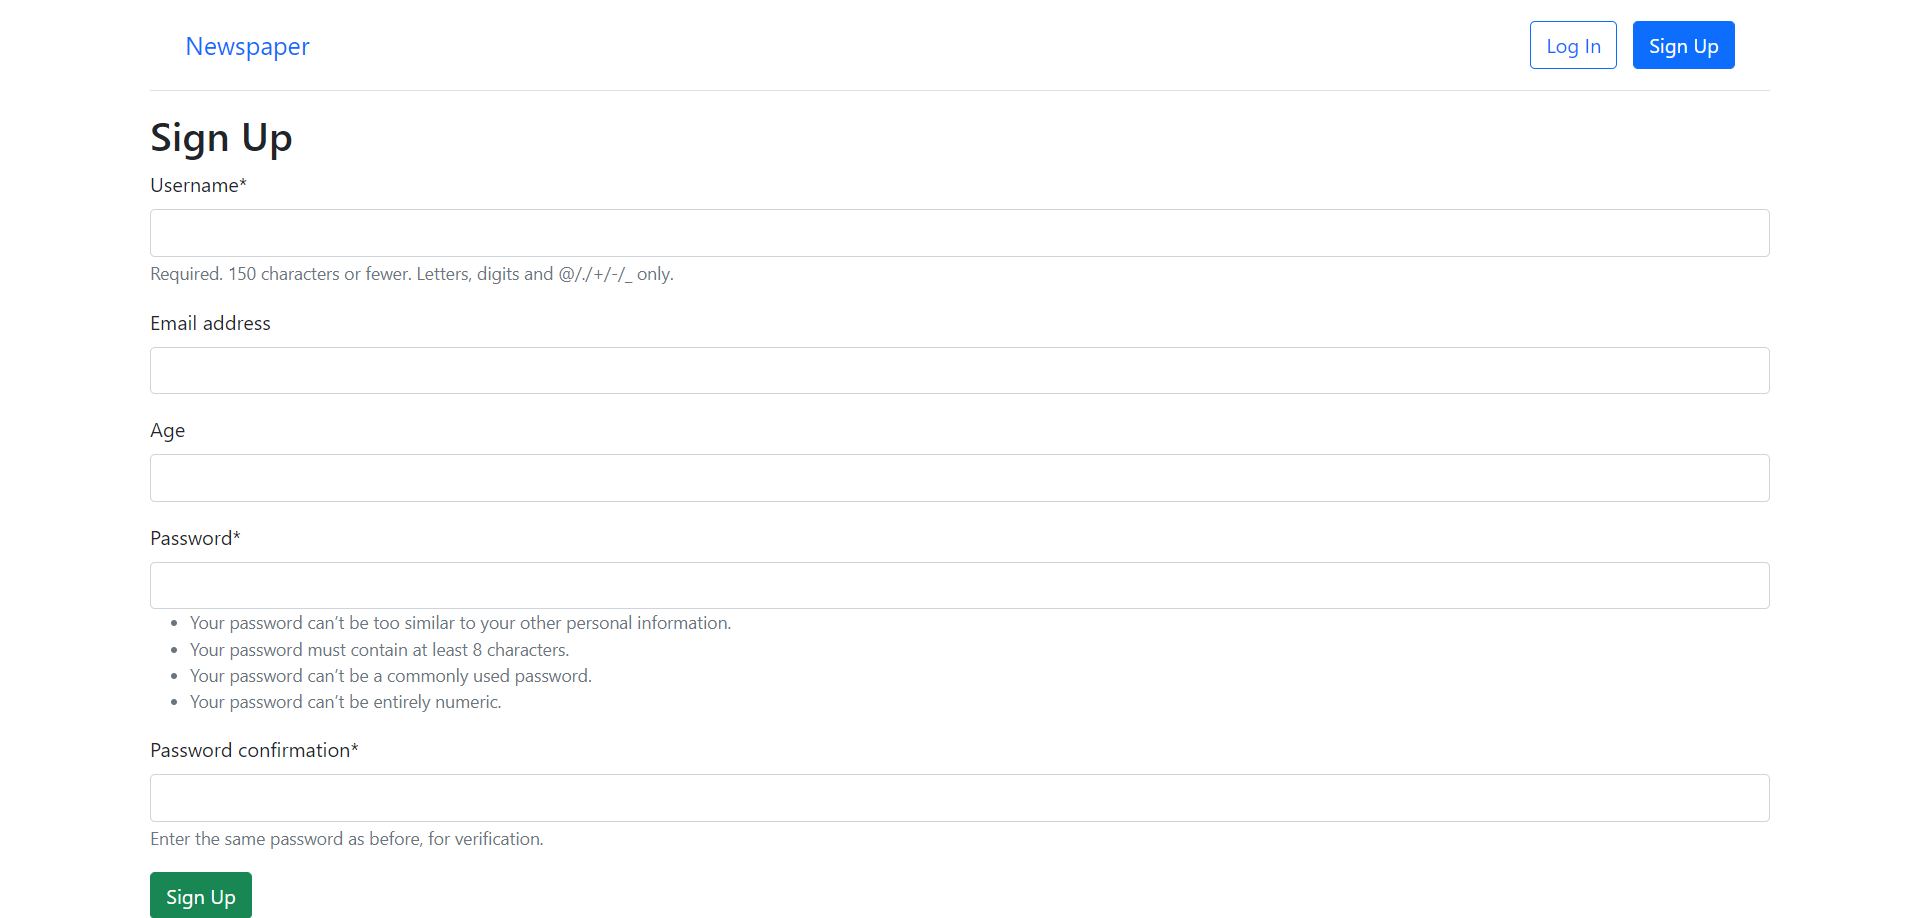 Newspaper
Log In
Sign Up
Sign Up
Username*
Required. 150 characters or fewer. Letters, digits and @/./+/-/_ only.
Email address
Age
Password*
Your password can’t be too similar to your other personal information.
Your password must contain at least 8 characters.
Your password can’t be a commonly used password.
Your password can’t be entirely numeric.
Password confirmation*
Enter the same password as before, for verification.
Sign Up